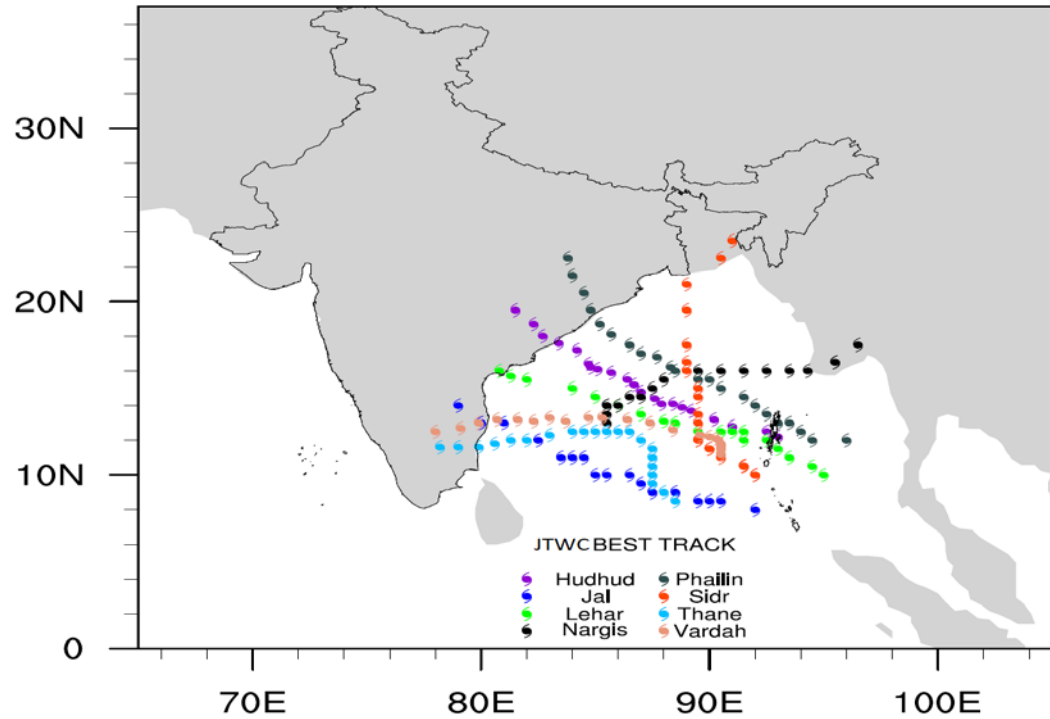 30N
20N
10N
0
JTWC BEST TRACK
Hudhud Phailin
Jal Sidr
Lehar Thane
Nargis Vardah
70E 80E 90E 100E